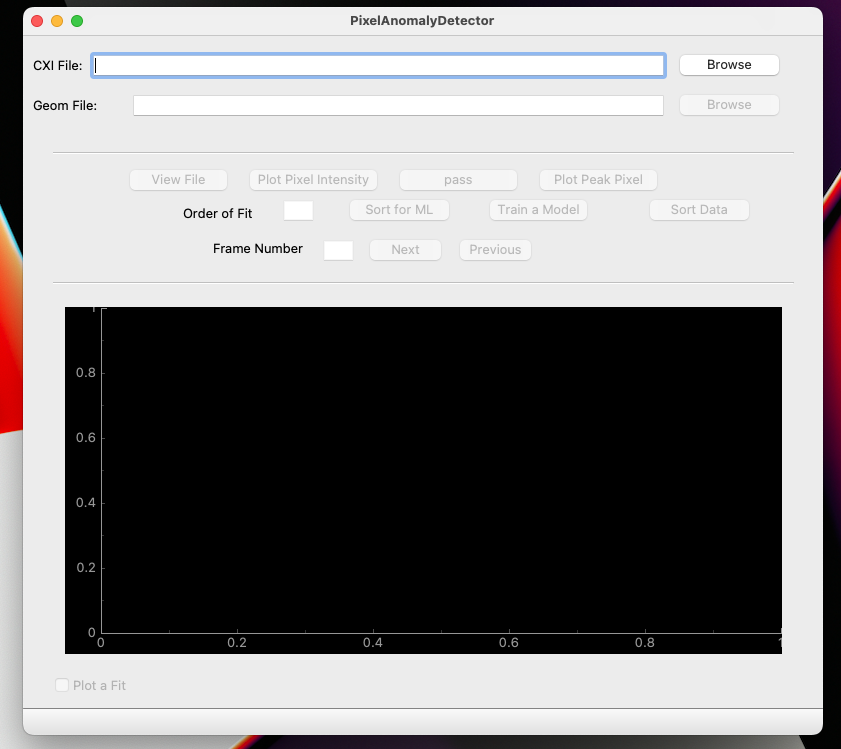 PixelAnomalyDetector
CXI File: Browse
Geom File: Browse
View File Plot Pixel Intensity pass Plot Peak Pixel
Order of Fit Sort for ML Train a Model Sort Data
Frame Number Next Previous
1
0.8
0.6
0.4
0.2
0
0 0.2 0.4 0.6 0.8 1
Plot a Fit